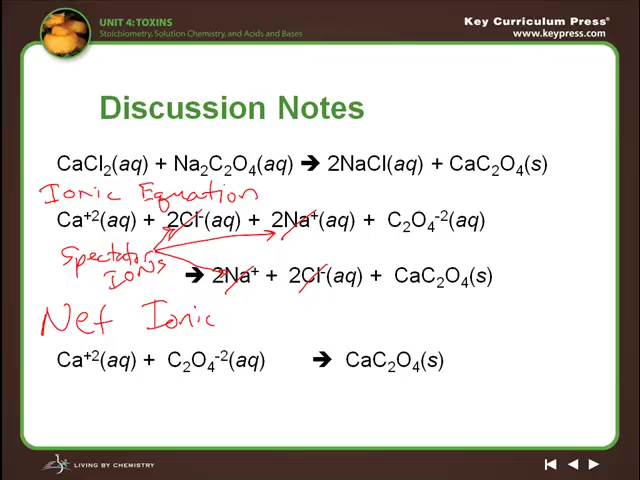 UNIT 4: TOXINS
Stoichiometry, Solution Chemistry, and Acids and Bases
Key Curriculum Press®
www.keypress.com
Discussion Notes
CaCl₂(aq) + Na₂C₂O₄(aq) → 2NaCl(aq) + CaC₂O₄(s)
Ionic Equation
Ca⁺²(aq) + 2Cl⁻(aq) + 2Na⁺(aq) + C₂O₄⁻²(aq)
Spectator
Ions
→ 2Na⁺ + 2Cl⁻(aq) + CaC₂O₄(s)
Net Ionic
Ca⁺²(aq) + C₂O₄⁻²(aq) → CaC₂O₄(s)
LIVING BY CHEMISTRY